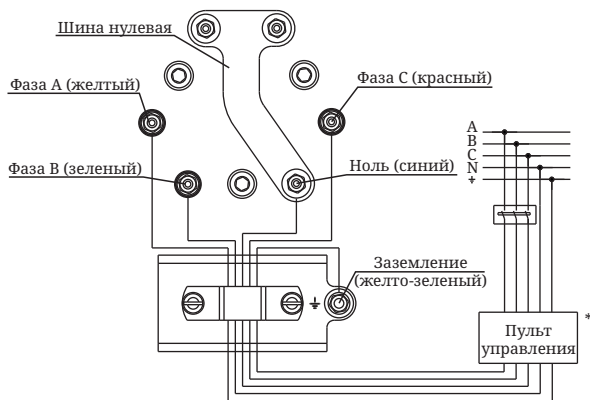 Шина нулевая
Фаза А (желтый)
Фаза С (красный)
Фаза В (зеленый)
Ноль (синий)
A
B
C
N
⏚
Заземление
(желто-зеленый)
⏚
Пульт
управления
*